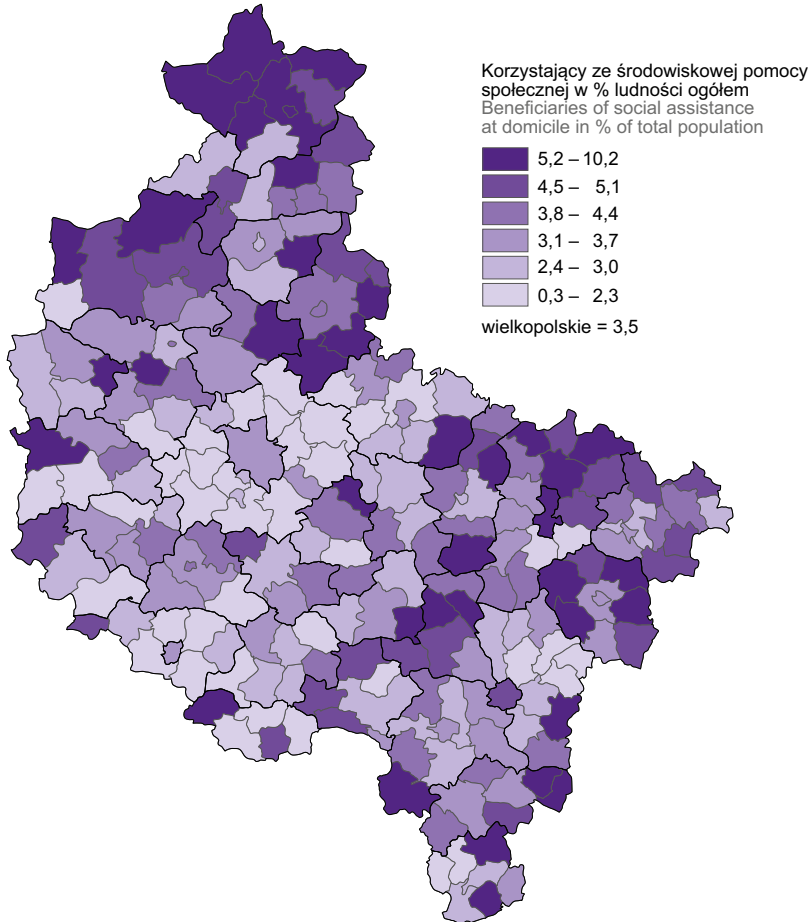 Korzystający ze środowiskowej pomocy
społecznej w % ludności ogółem
Beneficiaries of social assistance
at domicile in % of total population
5,2 – 10,2
4,5 – 5,1
3,8 – 4,4
3,1 – 3,7
2,4 – 3,0
0,3 – 2,3
wielkopolskie = 3,5